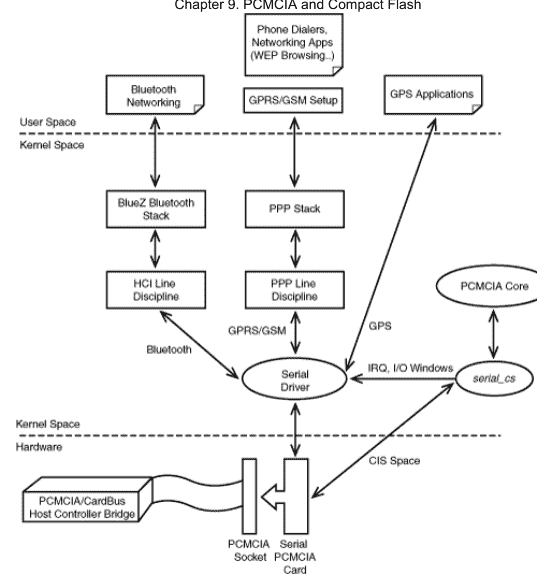 Chapter 9. PCMCIA and Compact Flash
Phone Dialers,
Networking Apps
(WEP Browsing..)
Bluetooth
Networking
GPRS/GSM Setup
GPS Applications
User Space
Kernel Space
BlueZ Bluetooth
Stack
PPP Stack
HCI Line
Discipline
PPP Line
Discipline
PCMCIA Core
GPRS/GSM
GPS
Bluetooth
Serial
Driver
IRQ, I/O Windows
serial_cs
Kernel Space
Hardware
CIS Space
PCMCIA/CardBus
Host Controller Bridge
PCMCIA
Socket
Serial
PCMCIA
Card